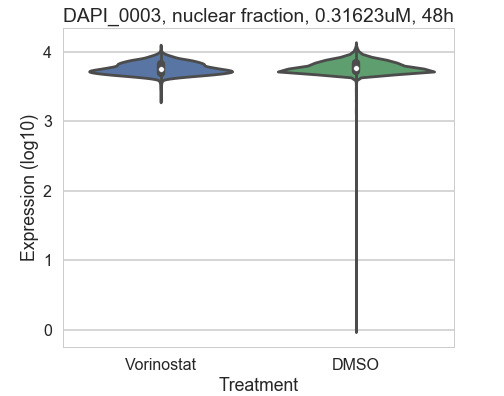 DAPI_0003, nuclear fraction, 0.31623uM, 48h
Expression (log10)
4
3
2
1
0
Vorinostat DMSO
Treatment